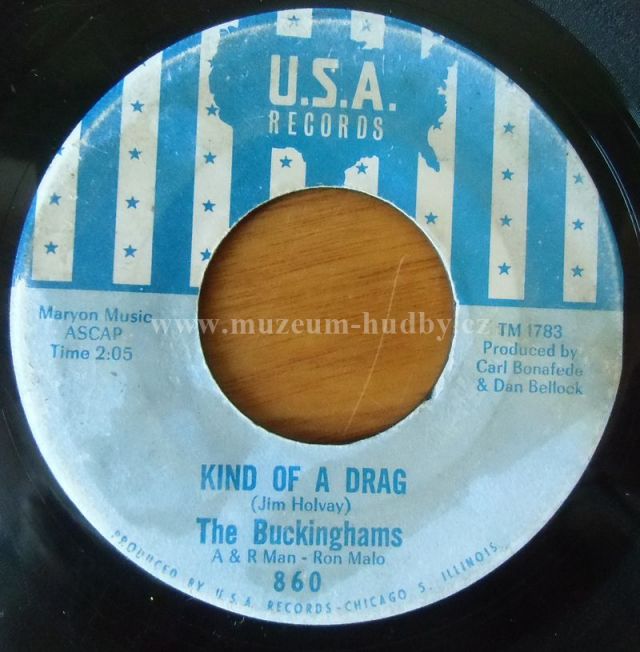 U.S.A.
RECORDS
Maryon Music
ASCAP
Time 2:05
www.muzeum-hudby.cz
TM 1783
Produced by
Carl Bonafede
& Dan Bellock
KIND OF A DRAG
(Jim Holvay)
The Buckinghams
A & R Man - Ron Malo
860
PRODUCED BY U.S.A. RECORDS-CHICAGO 5, ILLINOIS